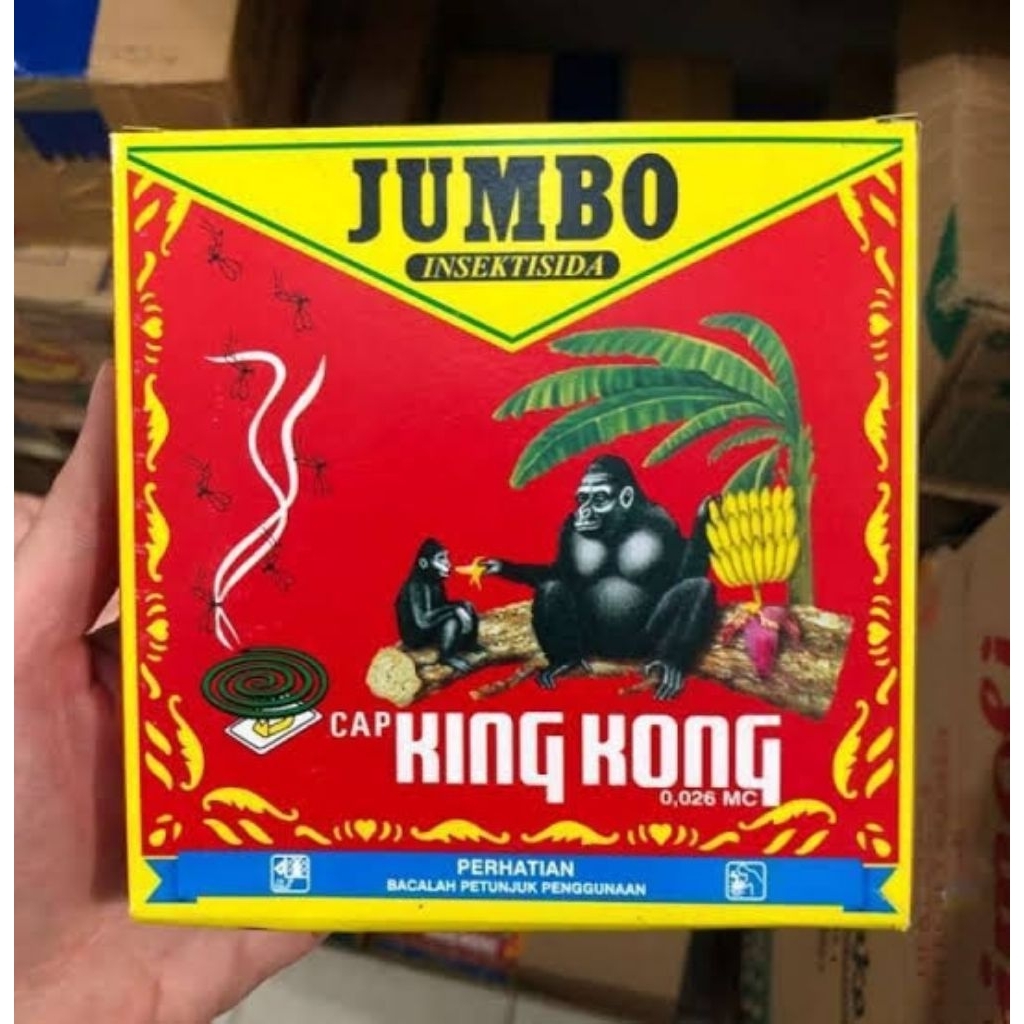 JUMBO
INSEKTISIDA
CAP KING KONG
0,026 MC
PERHATIAN
BACALAH PETUNJUK PENGGUNAAN